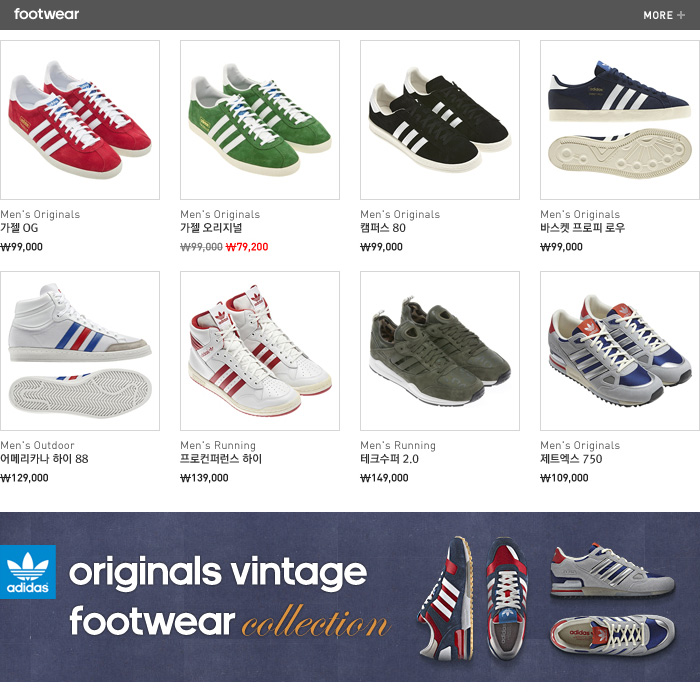 footwear
MORE +
Men's Originals
가젤 OG
₩99,000
Men's Originals
가젤 오리지널
₩99,000 ₩79,200
Men's Originals
캠퍼스 80
₩99,000
Men's Originals
바스켓 프로피 로우
₩99,000
Men's Outdoor
어메리카나 하이 88
₩129,000
Men's Running
프로컨퍼런스 하이
₩139,000
Men's Running
테크수퍼 2.0
₩149,000
Men's Originals
제트엑스 750
₩109,000
adidas
originals vintage
footwear collection